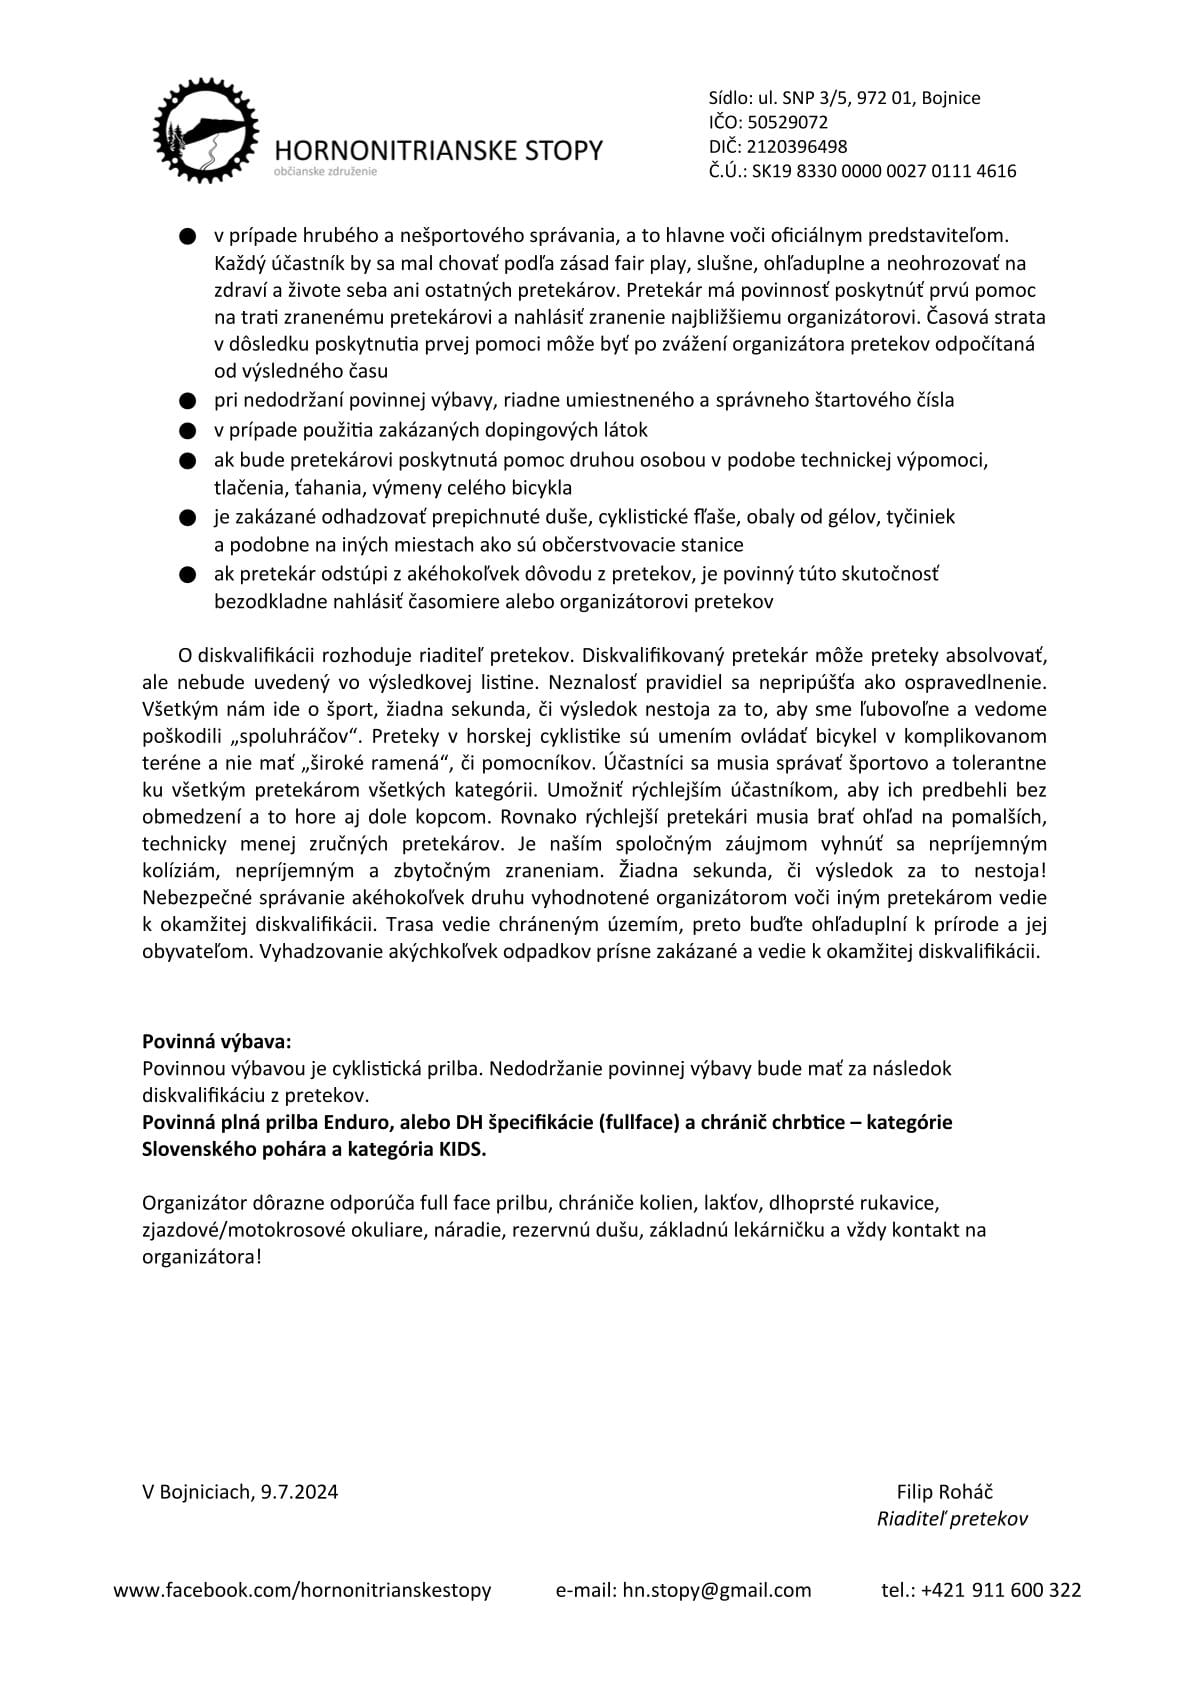 HORNONITRIANSKE STOPY
občianske združenie
Sídlo: ul. SNP 3/5, 972 01, Bojnice
IČO: 50529072
DIČ: 2120396498
Č.Ú.: SK19 8330 0000 0027 0111 4616
● v prípade hrubého a nešportového správania, a to hlavne voči oficiálnym predstaviteľom.
Každý účastník by sa mal chovať podľa zásad fair play, slušne, ohľaduplne a neohrozovať na
zdraví a živote seba ani ostatných pretekárov. Pretekár má povinnosť poskytnúť prvú pomoc
na trati zranenému pretekárovi a nahlásiť zranenie najbližšiemu organizátorovi. Časová strata
v dôsledku poskytnutia prvej pomoci môže byť po zvážení organizátora pretekov odpočítaná
od výsledného času
● pri nedodržaní povinnej výbavy, riadne umiestneného a správneho štartového čísla
● v prípade použitia zakázaných dopingových látok
● ak bude pretekárovi poskytnutá pomoc druhou osobou v podobe technickej výpomoci,
tlačenia, ťahania, výmeny celého bicykla
● je zakázané odhadzovať prepichnuté duše, cyklistické fľaše, obaly od gélov, tyčiniek
a podobne na iných miestach ako sú občerstvovacie stanice
● ak pretekár odstúpi z akéhokoľvek dôvodu z pretekov, je povinný túto skutočnosť
bezodkladne nahlásiť časomiere alebo organizátorovi pretekov
O diskvalifikácii rozhoduje riaditeľ pretekov. Diskvalifikovaný pretekár môže preteky absolvovať,
ale nebude uvedený vo výsledkovej listine. Neznalosť pravidiel sa nepripúšťa ako ospravedlnenie.
Všetkým nám ide o šport, žiadna sekunda, či výsledok nestoja za to, aby sme ľubovoľne a vedome
poškodili „spoluhráčov“. Preteky v horskej cyklistike sú umením ovládať bicykel v komplikovanom
teréne a nie mať „široké ramená“, či pomocníkov. Účastníci sa musia správať športovo a tolerantne
ku všetkým pretekárom všetkých kategórii. Umožniť rýchlejším účastníkom, aby ich predbehli bez
obmedzení a to hore aj dole kopcom. Rovnako rýchlejší pretekári musia brať ohľad na pomalších,
technicky menej zručných pretekárov. Je naším spoločným záujmom vyhnúť sa nepríjemným
kolíziám, nepríjemným a zbytočným zraneniam. Žiadna sekunda, či výsledok za to nestoja!
Nebezpečné správanie akéhokoľvek druhu vyhodnotené organizátorom voči iným pretekárom vedie
k okamžitej diskvalifikácii. Trasa vedie chráneným územím, preto buďte ohľaduplní k prírode a jej
obyvateľom. Vyhadzovanie akýchkoľvek odpadkov prísne zakázané a vedie k okamžitej diskvalifikácii.
Povinná výbava:
Povinnou výbavou je cyklistická prilba. Nedodržanie povinnej výbavy bude mať za následok
diskvalifikáciu z pretekov.
Povinná plná prilba Enduro, alebo DH špecifikácie (fullface) a chránič chrbtice – kategórie
Slovenského pohára a kategória KIDS.
Organizátor dôrazne odporúča full face prilbu, chrániče kolien, lakťov, dlhoprsté rukavice,
zjazdové/motokrosové okuliare, náradie, rezervnú dušu, základnú lekárničku a vždy kontakt na
organizátora!
V Bojniciach, 9.7.2024 Filip Roháč
Riaditeľ pretekov
www.facebook.com/hornonitrianskestopy e-mail: hn.stopy@gmail.com tel.: +421 911 600 322